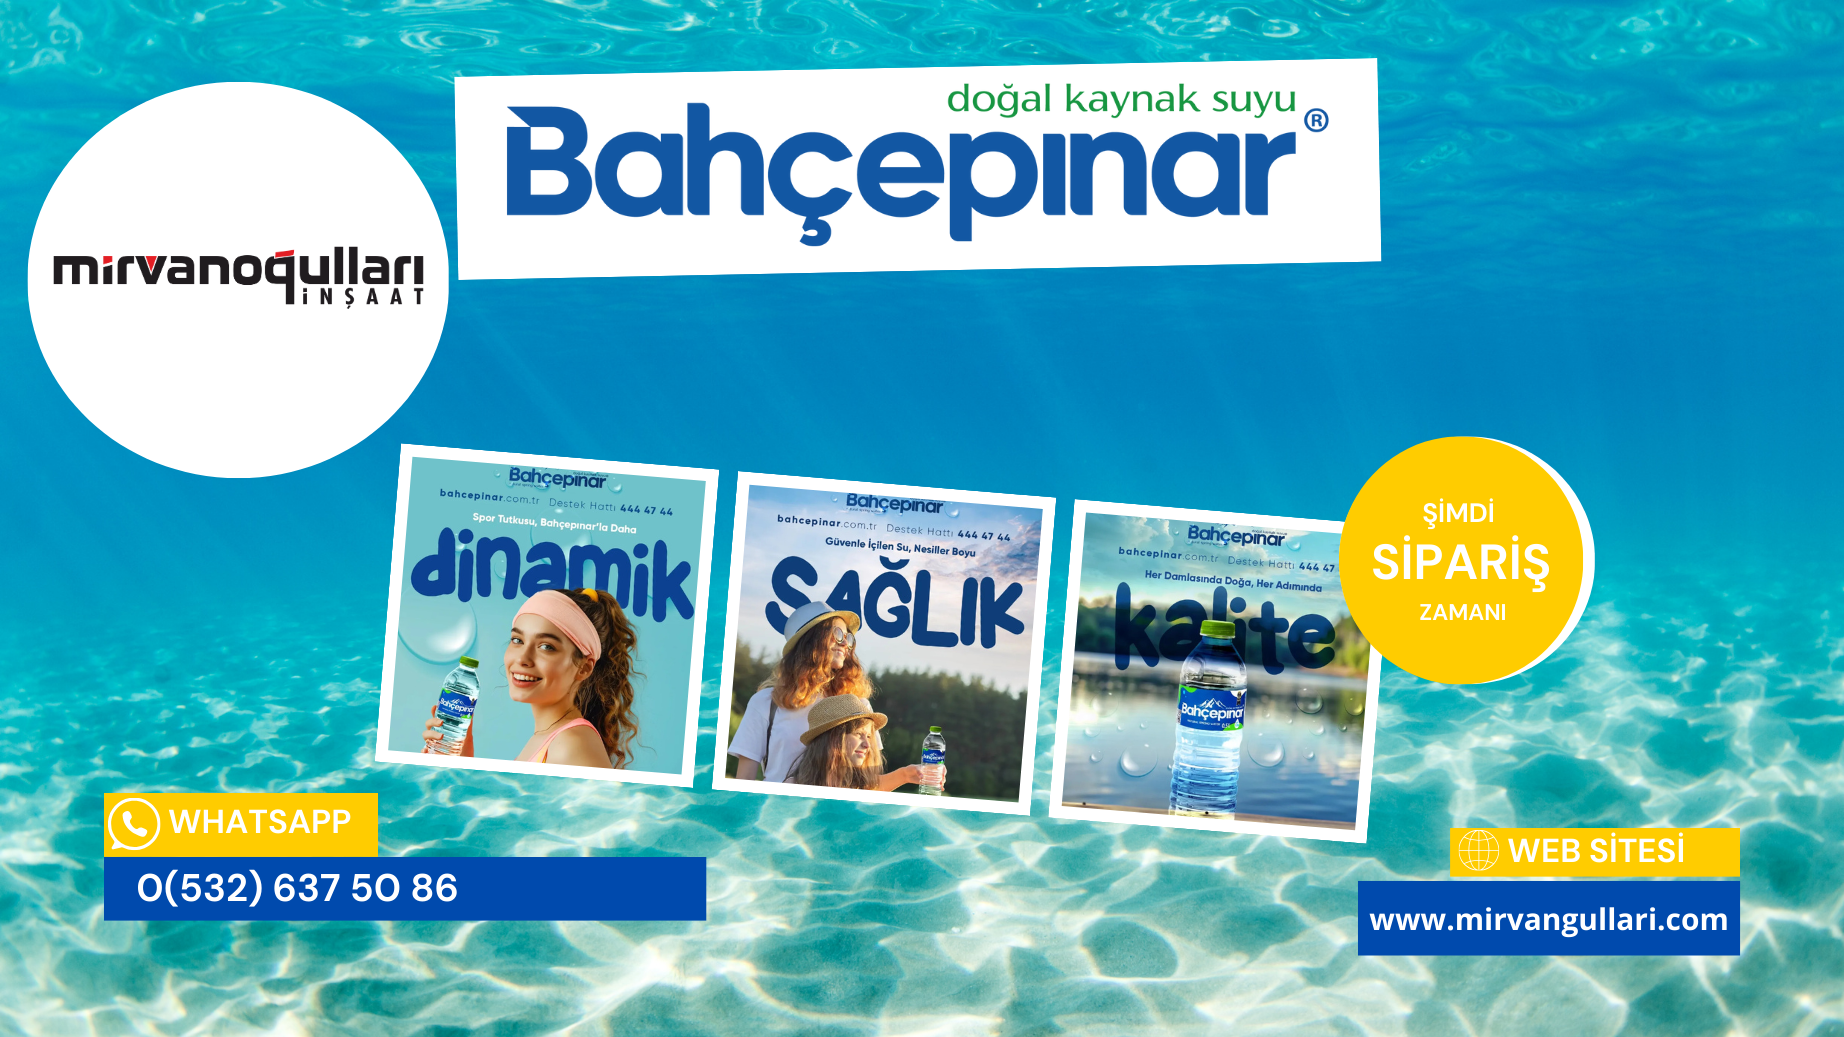 doğal kaynak suyu
Bahçepınar®
mirvanoğulları
İNŞAAT
Bahçepınar
bahcepinar.com.tr Destek Hattı 444 47 44
Spor Tutkusu, Bahçepınar'la Daha
dinamik
Bahçepınar
Bahçepınar
bahcepinar.com.tr Destek Hattı 444 47 44
Güvenle İçilen Su, Nesiller Boyu
SAĞLIK
Bahçepınar
bahcepinar.com.tr Destek Hattı 444 47
Her Damlasında Doğa, Her Adımında
kalite
Bahçepınar
ŞİMDİ
SİPARİŞ
ZAMANI
WHATSAPP
0(532) 637 50 86
WEB SİTESİ
www.mirvangullari.com